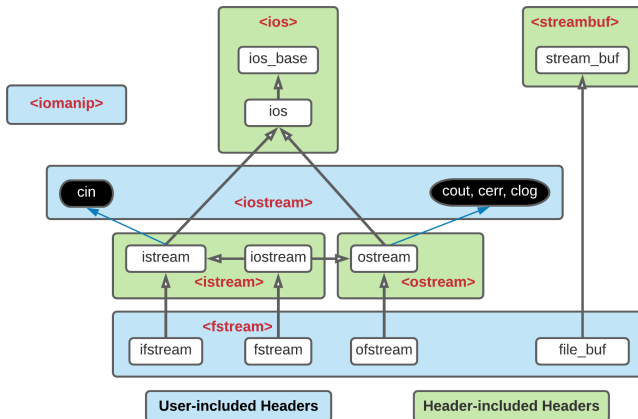 <ios>
<streambuf>
ios_base
stream_buf
<iomanip>
ios
cin
cout, cerr, clog
<iostream>
istream
iostream
ostream
<istream>
<ostream>
<fstream>
ifstream
fstream
ofstream
file_buf
User-included Headers
Header-included Headers